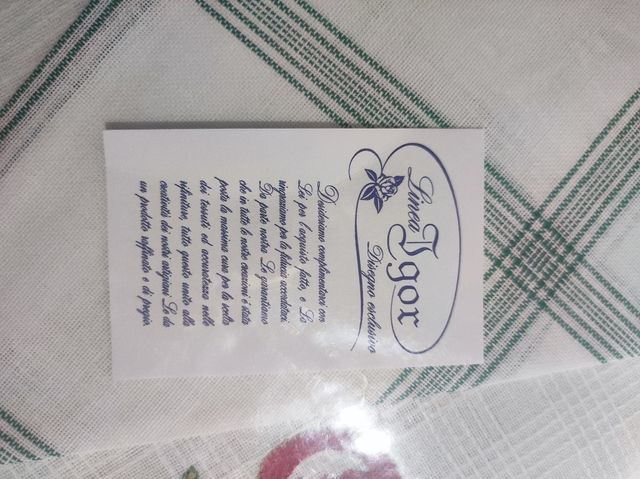 Linea
Igor
Disegno esclusivo
Desideriamo complimentarci con
Lei per l'acquisto fatto, e La
ringraziamo per la fiducia accordataci.
Da parte nostra Le garantiamo
che in tutte le nostre creazioni è stata
posta la massima cura per la scelta
dei tessuti ed accuratezza nelle
rifiniture, tutto questo unito alla
creatività dei nostri artigiani Le dà
un prodotto raffinato e di pregio.